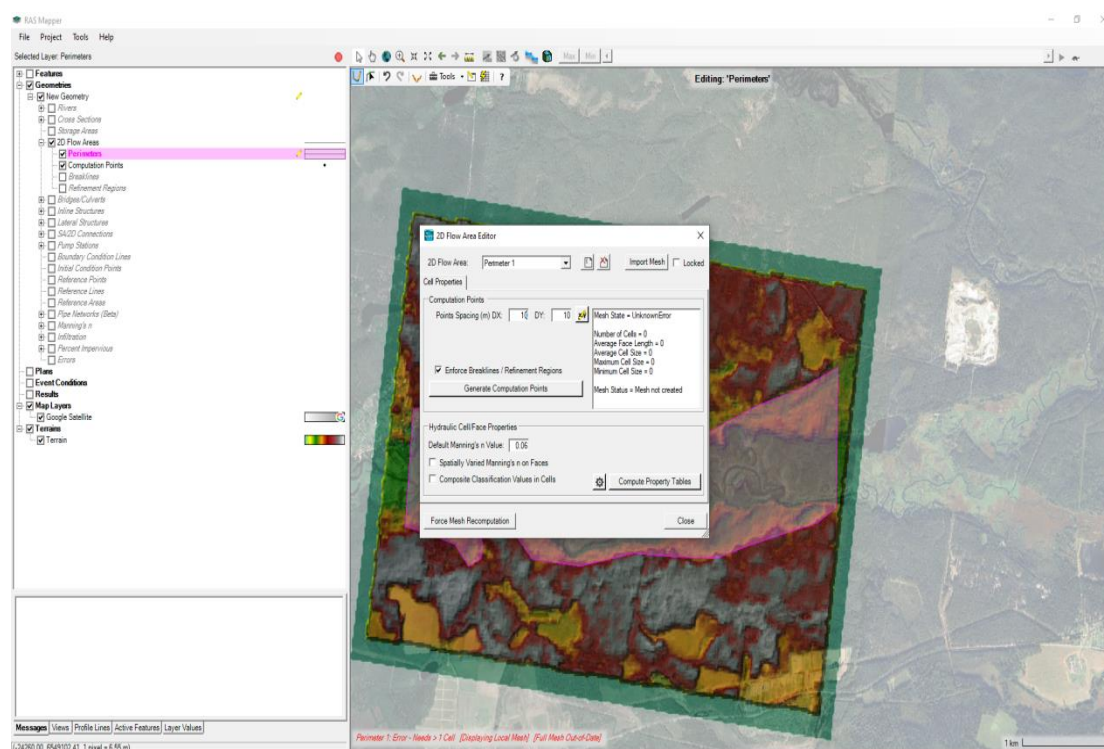 RAS Mapper
File Project Tools Help
Selected Layer: Perimeters
Max Min
Features
Geometries
New Geometry
Rivers
Cross Sections
Storage Areas
2D Flow Areas
Perimeters
Computation Points
Breaklines
Refinement Regions
Bridges/Culverts
Inline Structures
Lateral Structures
SA/2D Connections
Pump Stations
Boundary Condition Lines
Initial Condition Points
Reference Points
Reference Lines
Reference Areas
Pipe Networks (Beta)
Manning's n
Infiltration
Percent Impervious
Errors
Plans
Event Conditions
Results
Map Layers
Google Satellite
Terrains
Terrain
Tools
Editing: 'Perimeters'
2D Flow Area Editor
2D Flow Area: Perimeter 1 Import Mesh Locked
Cell Properties
Computation Points
Points Spacing (m) DX: 10 DY: 10
Mesh State = UnknownError
Number of Cells = 0
Average Face Length = 0
Average Cell Size = 0
Maximum Cell Size = 0
Minimum Cell Size = 0
Mesh Status = Mesh not created
Enforce Breaklines / Refinement Regions
Generate Computation Points
Hydraulic Cell/Face Properties
Default Manning's n Value: 0.06
Spatially Varied Manning's n on Faces
Composite Classification Values in Cells
Compute Property Tables
Force Mesh Recomputation Close
Messages Views Profile Lines Active Features Layer Values
Perimeter 1: Error - Needs > 1 Cell [Displaying Local Mesh] [Full Mesh Out-of-Date]
1 km